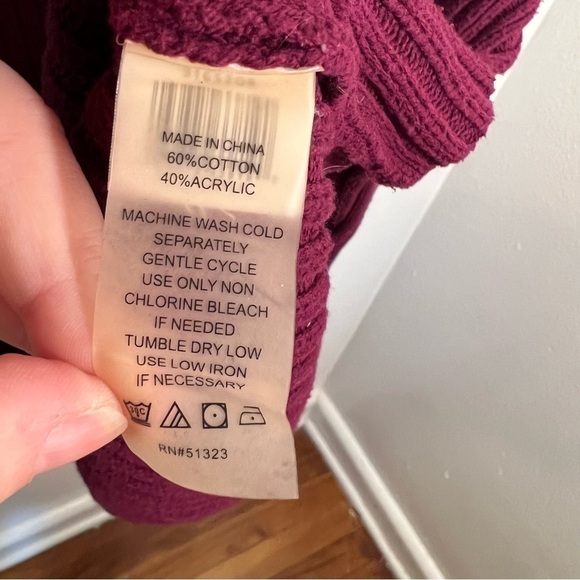 MADE IN CHINA
60%COTTON
40%ACRYLIC
MACHINE WASH COLD
SEPARATELY
GENTLE CYCLE
USE ONLY NON
CHLORINE BLEACH
IF NEEDED
TUMBLE DRY LOW
USE LOW IRON
IF NECESSARY
RN#51323